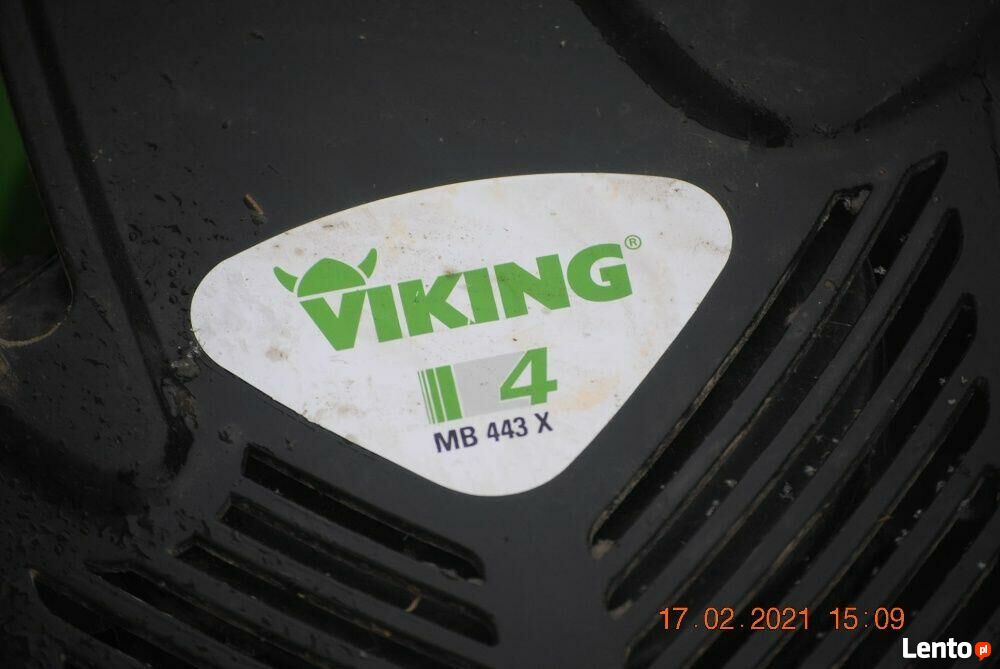 VIKING®
4
MB 443 X
17.02.2021 15:09
Lento.pl